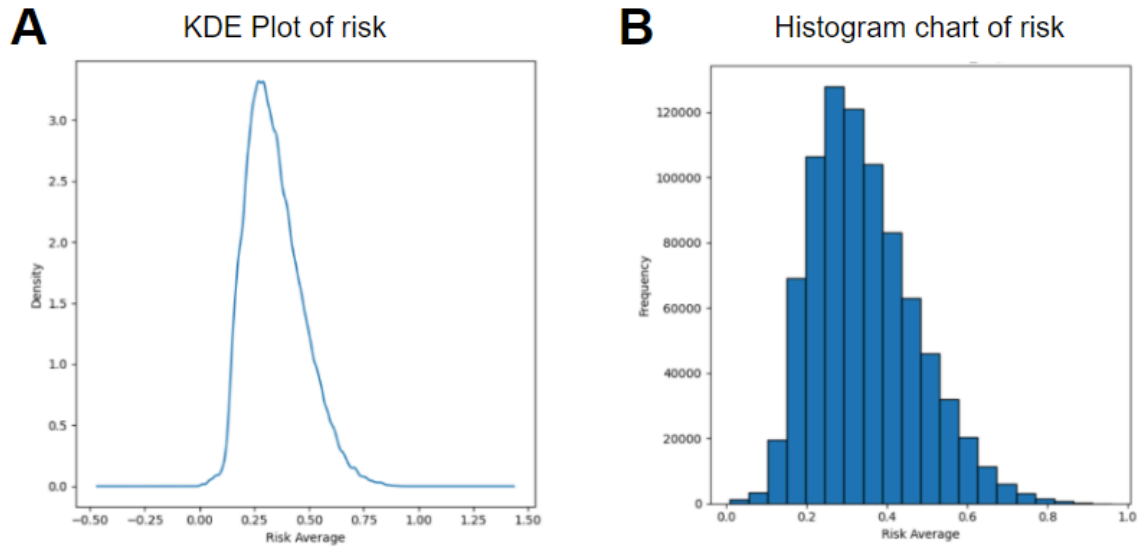 A
KDE Plot of risk
3.0
2.5
2.0
1.5
1.0
0.5
0.0
Density
−0.50 −0.25 0.00 0.25 0.50 0.75 1.00 1.25 1.50
Risk Average
B
Histogram chart of risk
120000
100000
80000
60000
40000
20000
0
Frequency
0.0 0.2 0.4 0.6 0.8 1.0
Risk Average